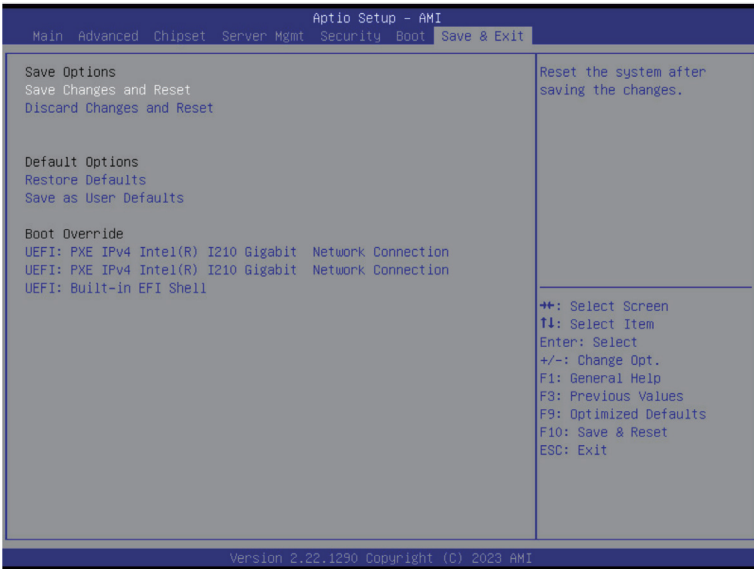 Aptio Setup - AMI
Main Advanced Chipset Server Mgmt Security Boot Save & Exit
Save Options
Save Changes and Reset
Discard Changes and Reset
Default Options
Restore Defaults
Save as User Defaults
Boot Override
UEFI: PXE IPv4 Intel(R) I210 Gigabit  Network Connection
UEFI: PXE IPv4 Intel(R) I210 Gigabit  Network Connection
UEFI: Built-in EFI Shell
Reset the system after
saving the changes.
→←: Select Screen
↑↓: Select Item
Enter: Select
+/-: Change Opt.
F1: General Help
F3: Previous Values
F9: Optimized Defaults
F10: Save & Reset
ESC: Exit
Version 2.22.1290 Copyright (C) 2023 AMI